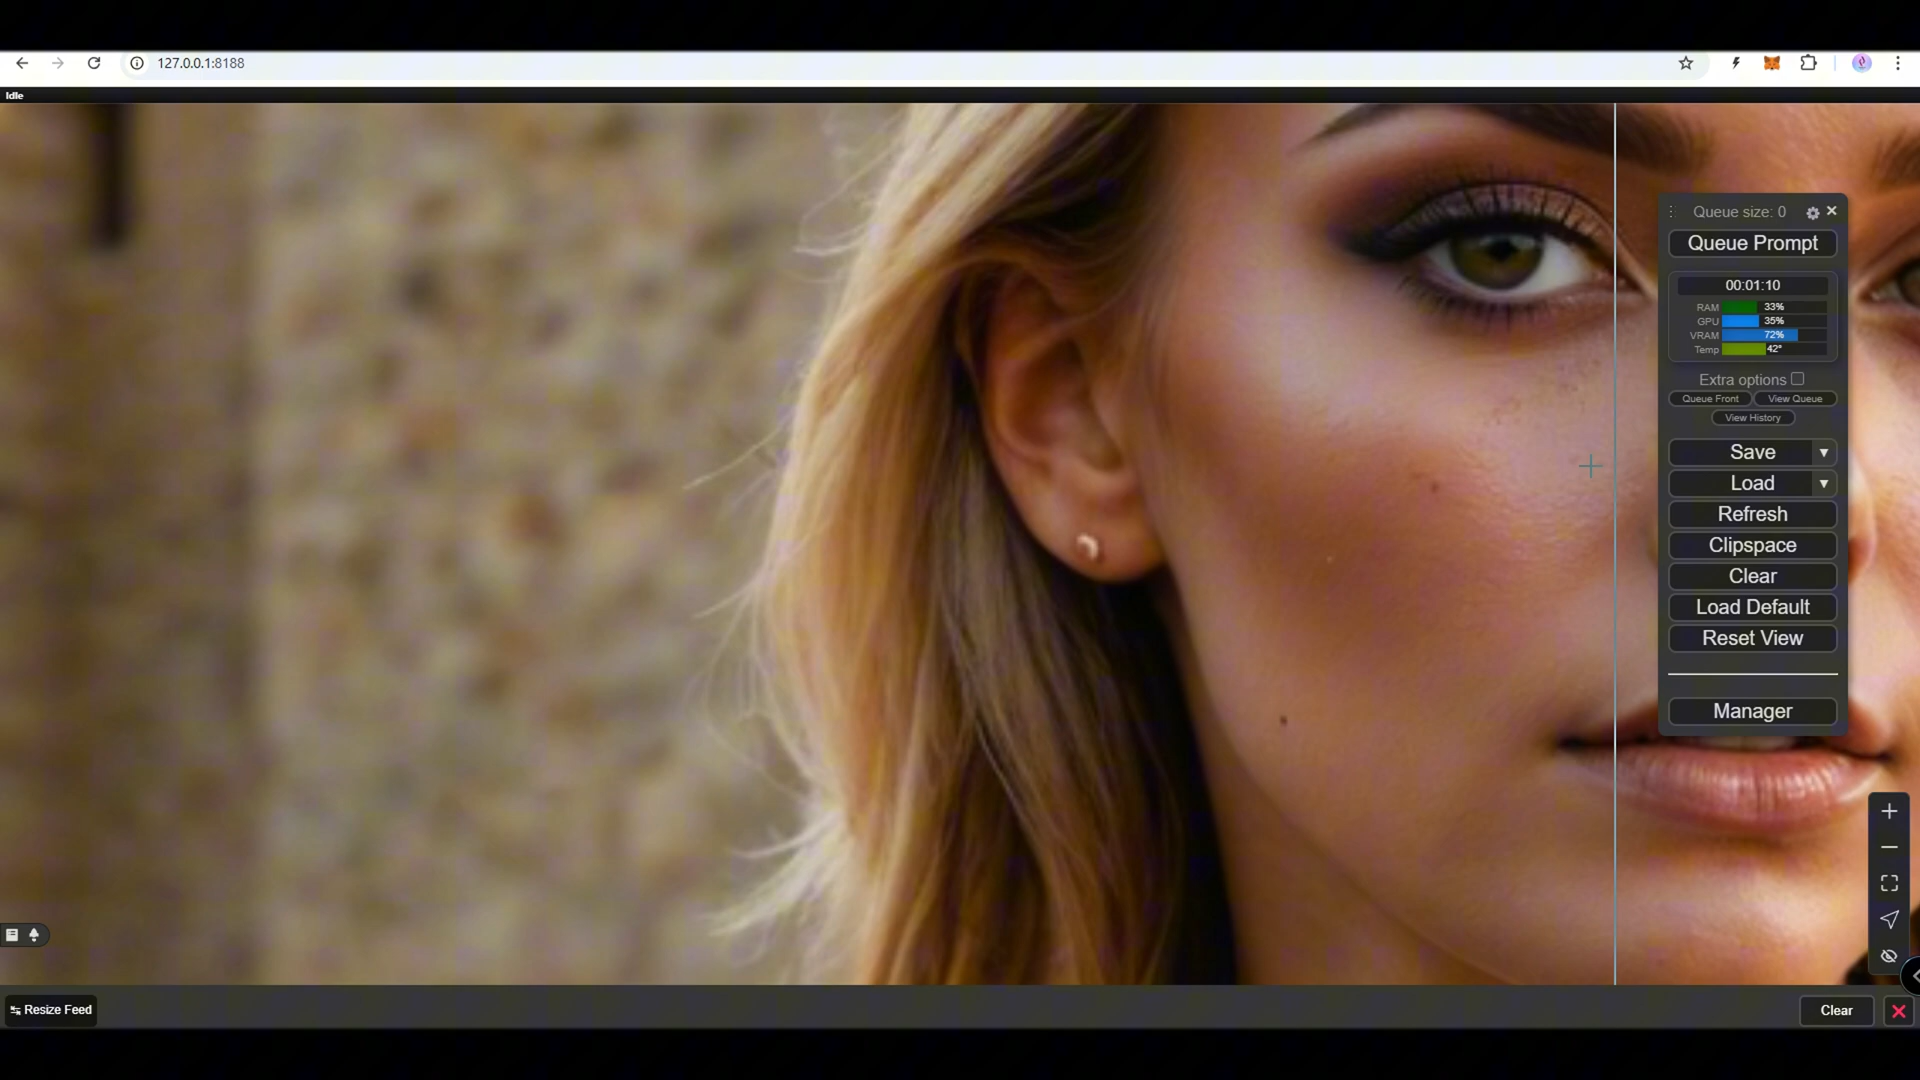 127.0.0.1:8188
Idle
Queue size: 0
Queue Prompt
00:01:10
RAM 33%
GPU 35%
VRAM 72%
Temp 42°
Extra options
Queue Front View Queue
View History
Save
Load
Refresh
Clipspace
Clear
Load Default
Reset View
Manager
Resize Feed
Clear